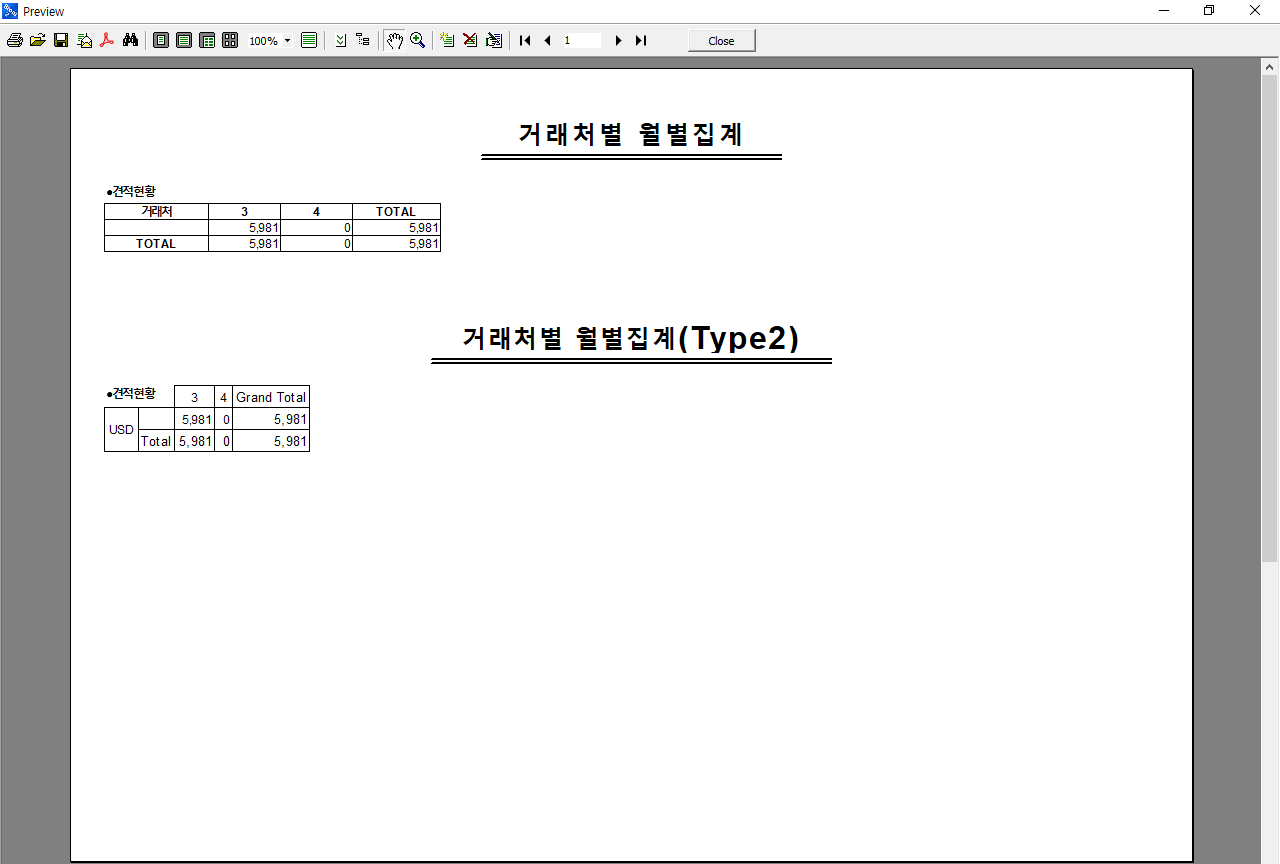 Preview
100%
1
Close
거래처별 월별집계
●견적현황
거래처 3 4 TOTAL
5,981 0 5,981
TOTAL 5,981 0 5,981
거래처별 월별집계(Type2)
●견적현황 3 4 Grand Total
USD 5,981 0 5,981
Total 5,981 0 5,981